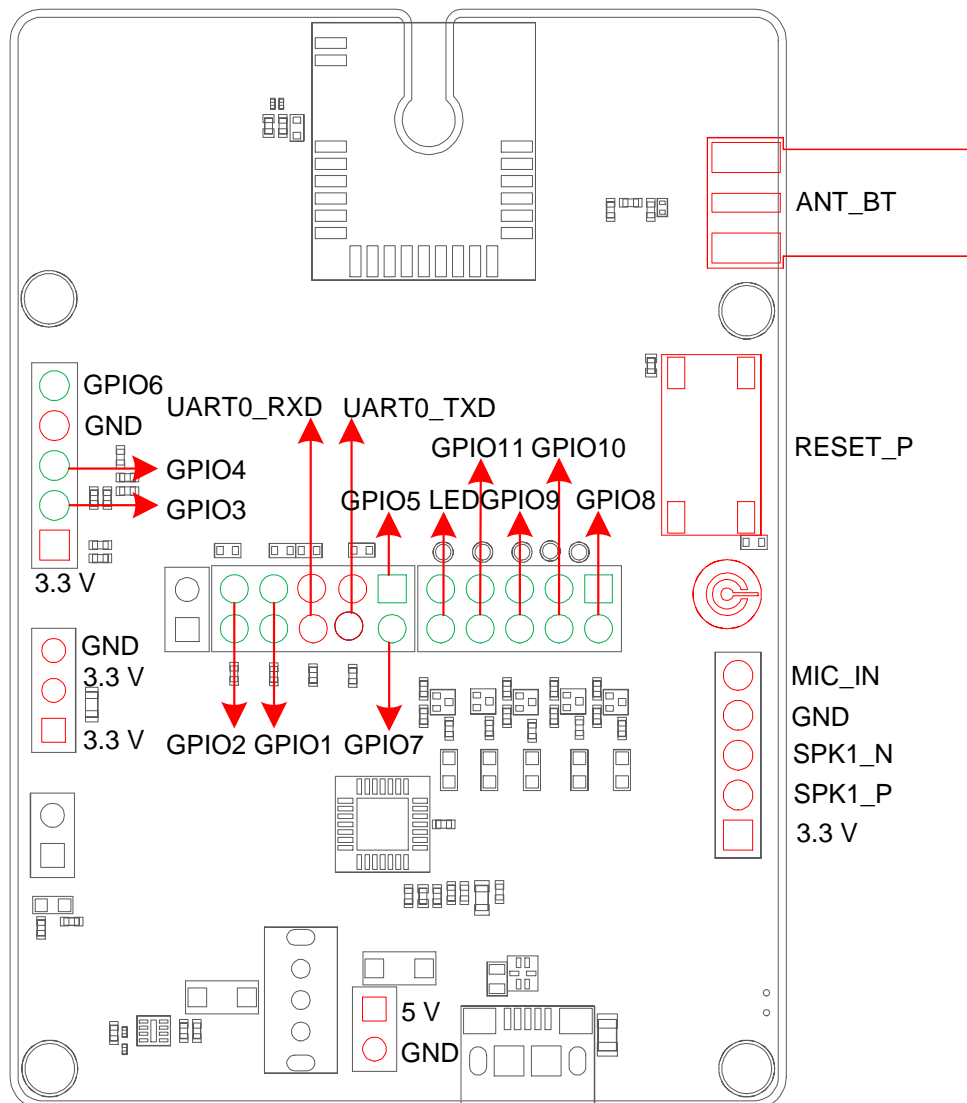 ANT_BT
GPIO6
UART0_RXD
UART0_TXD
GND
GPIO11
GPIO10
RESET_P
GPIO4
GPIO5
LED
GPIO9
GPIO8
GPIO3
3.3 V
GND
3.3 V
MIC_IN
GND
3.3 V
GPIO2
GPIO1
GPIO7
SPK1_N
SPK1_P
3.3 V
5 V
GND